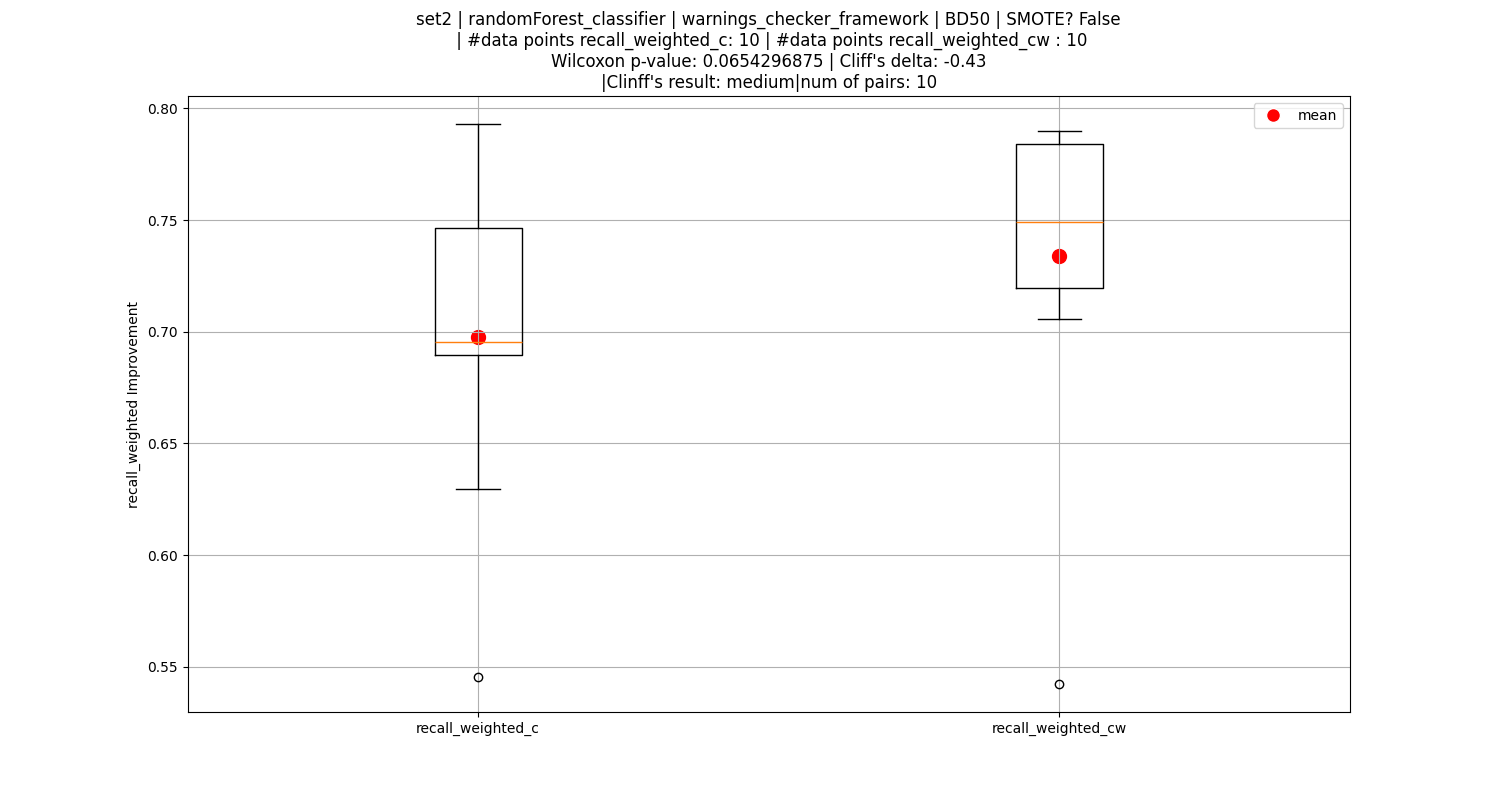 set2 | randomForest_classifier | warnings_checker_framework | BD50 | SMOTE? False
| #data points recall_weighted_c: 10 | #data points recall_weighted_cw : 10
Wilcoxon p-value: 0.0654296875 | Cliff's delta: -0.43
|Clinff's result: medium|num of pairs: 10
mean
0.80
0.75
0.70
0.65
0.60
0.55
recall_weighted Improvement
recall_weighted_c
recall_weighted_cw